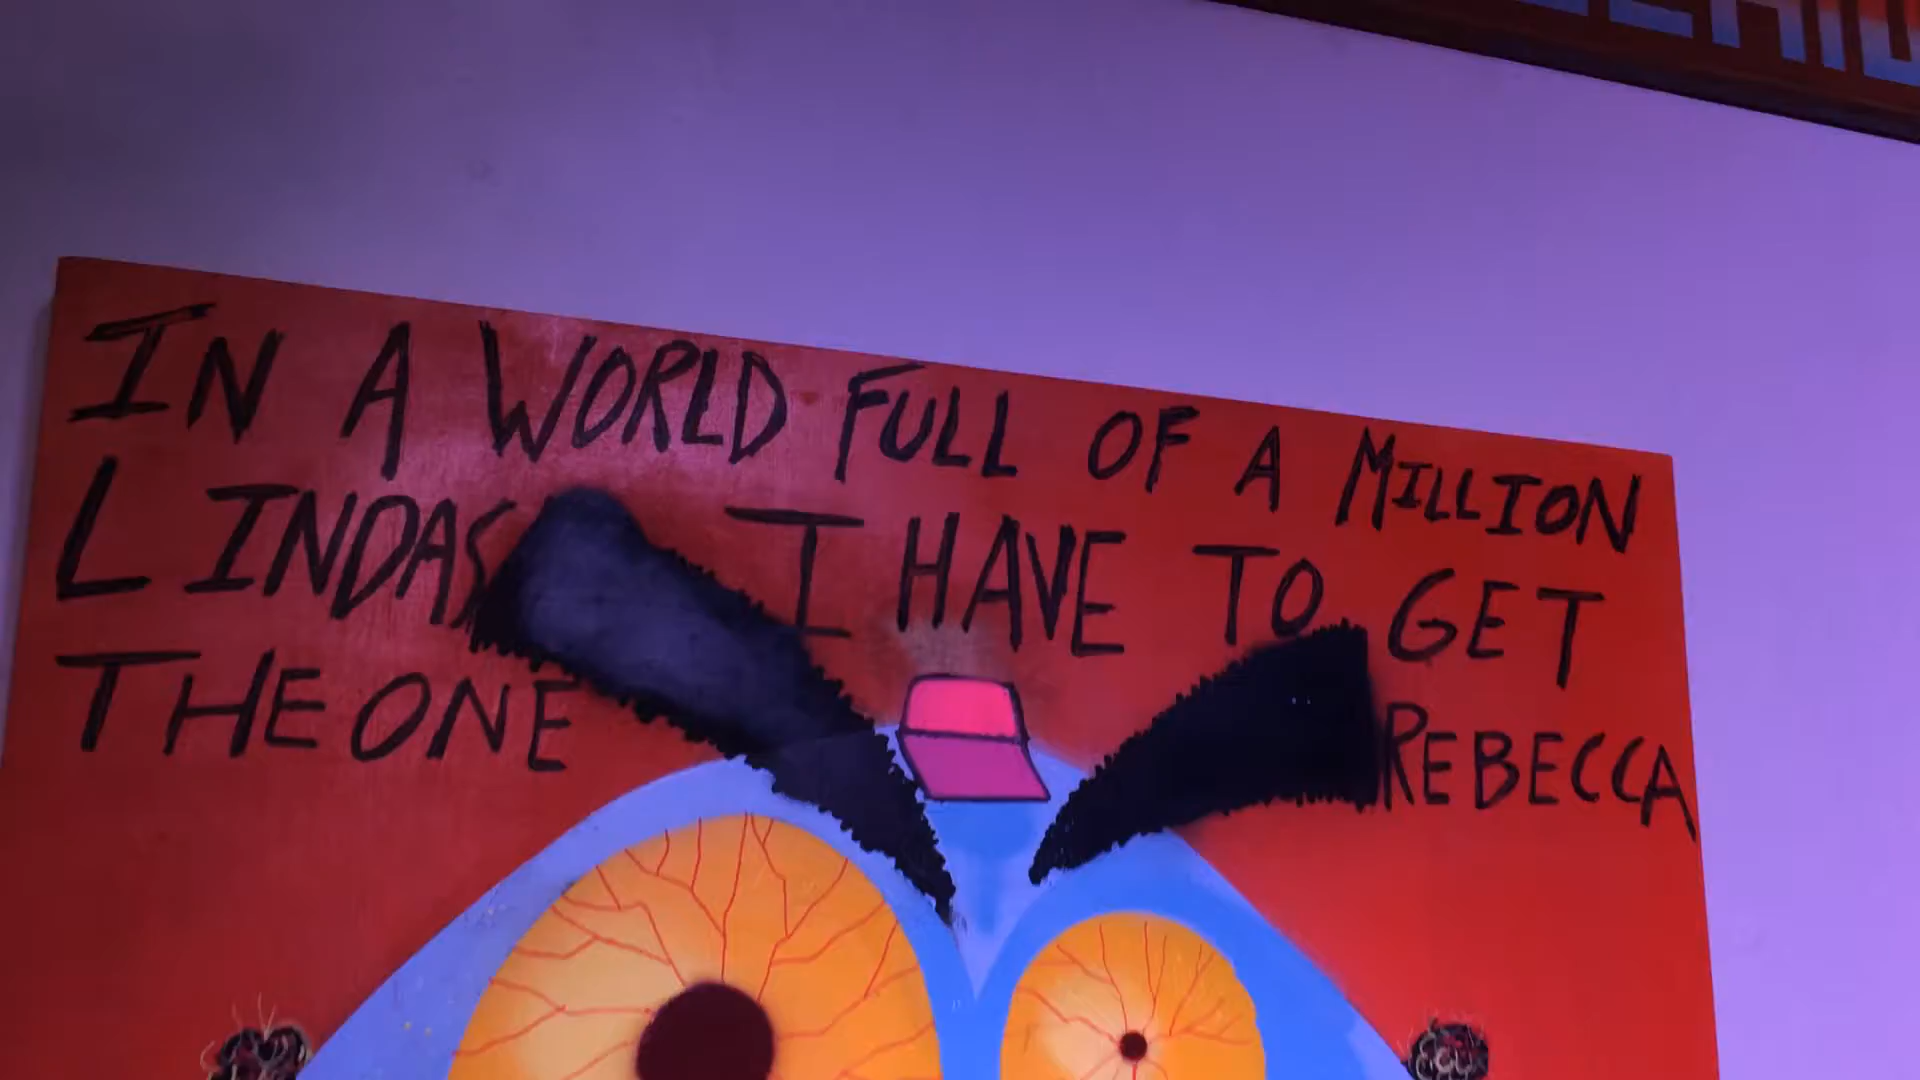 IN A WORLD FULL OF A MILLION
LINDAS I HAVE TO GET
THE ONE REBECCA